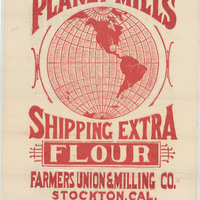 PLANET MILLS
SHIPPING EXTRA
FLOUR
FARMERS UNION & MILLING CO.
STOCKTON, CAL.